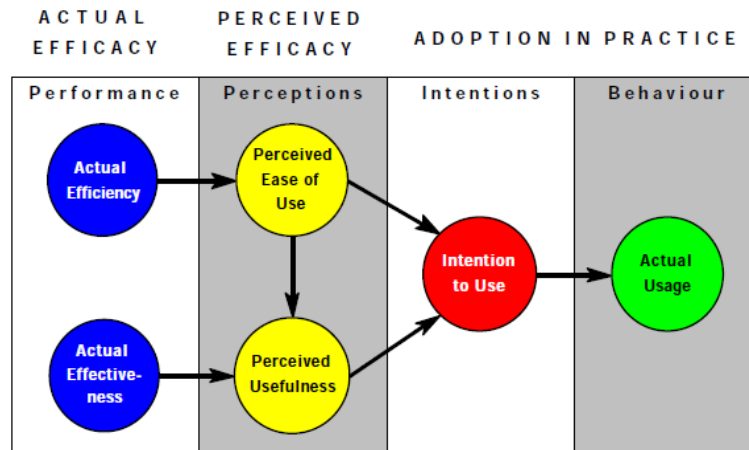 ACTUAL
EFFICACY
PERCEIVED
EFFICACY
ADOPTION IN PRACTICE
Performance
Perceptions
Intentions
Behaviour
Actual
Efficiency
Perceived
Ease of
Use
Intention
to Use
Actual
Usage
Actual
Effective-
ness
Perceived
Usefulness